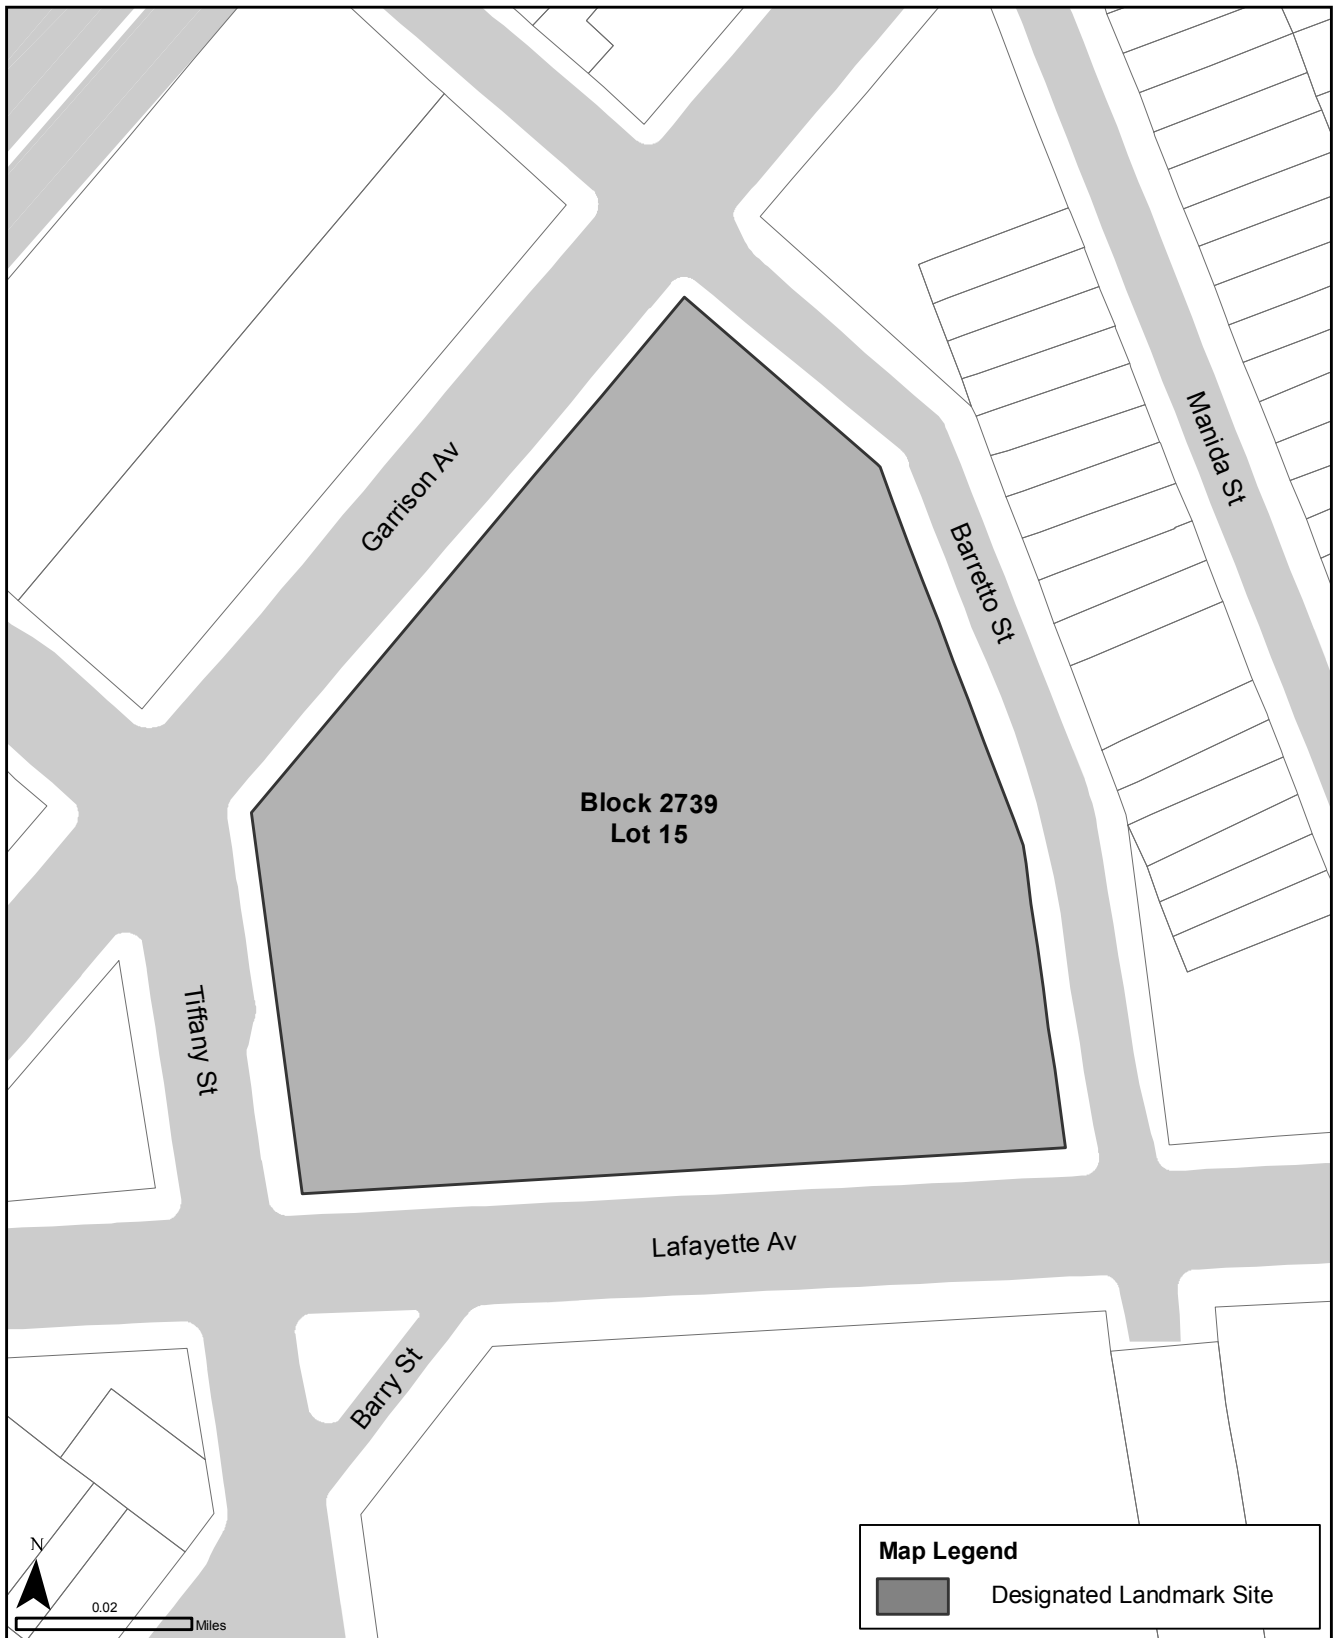 Manida St
Garrison Av
Barretto St
Block 2739
Lot 15
Tiffany St
Lafayette Av
Barry St
N
0.02
Miles
Map Legend
Designated Landmark Site